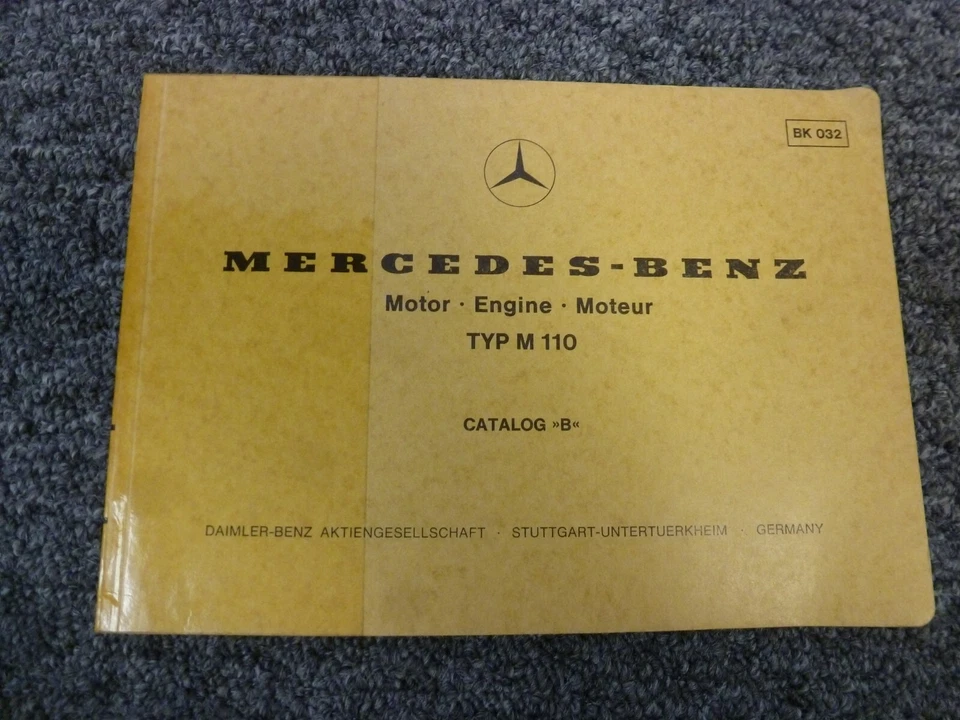 BK 032
MERCEDES-BENZ
Motor · Engine · Moteur
TYP M 110
CATALOG »B«
DAIMLER-BENZ AKTIENGESELLSCHAFT · STUTTGART-UNTERTUERKHEIM · GERMANY